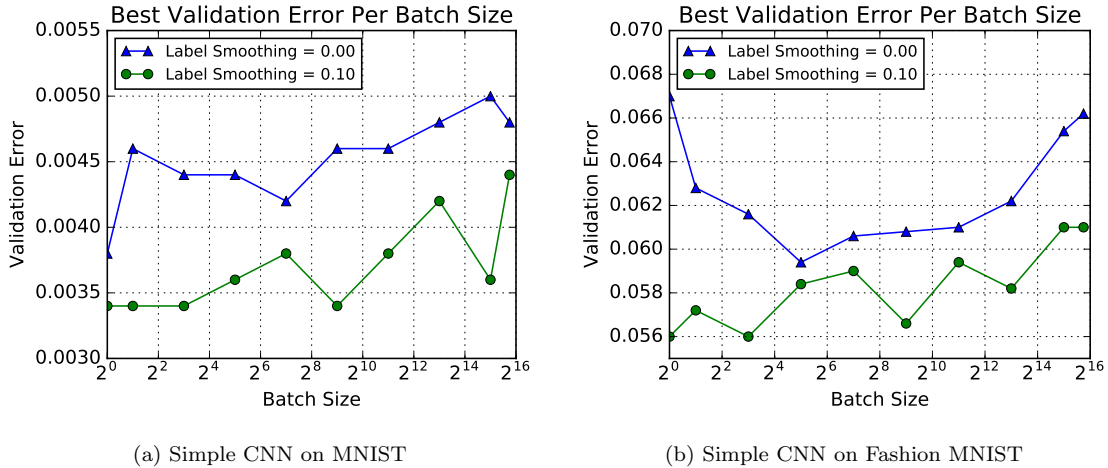 Best Validation Error Per Batch Size
Label Smoothing = 0.00
Label Smoothing = 0.10
0.0055
0.0050
0.0045
0.0040
0.0035
0.0030
Validation Error
2^0 2^2 2^4 2^6 2^8 2^10 2^12 2^14 2^16
Batch Size
(a) Simple CNN on MNIST
Best Validation Error Per Batch Size
Label Smoothing = 0.00
Label Smoothing = 0.10
0.070
0.068
0.066
0.064
0.062
0.060
0.058
0.056
Validation Error
2^0 2^2 2^4 2^6 2^8 2^10 2^12 2^14 2^16
Batch Size
(b) Simple CNN on Fashion MNIST